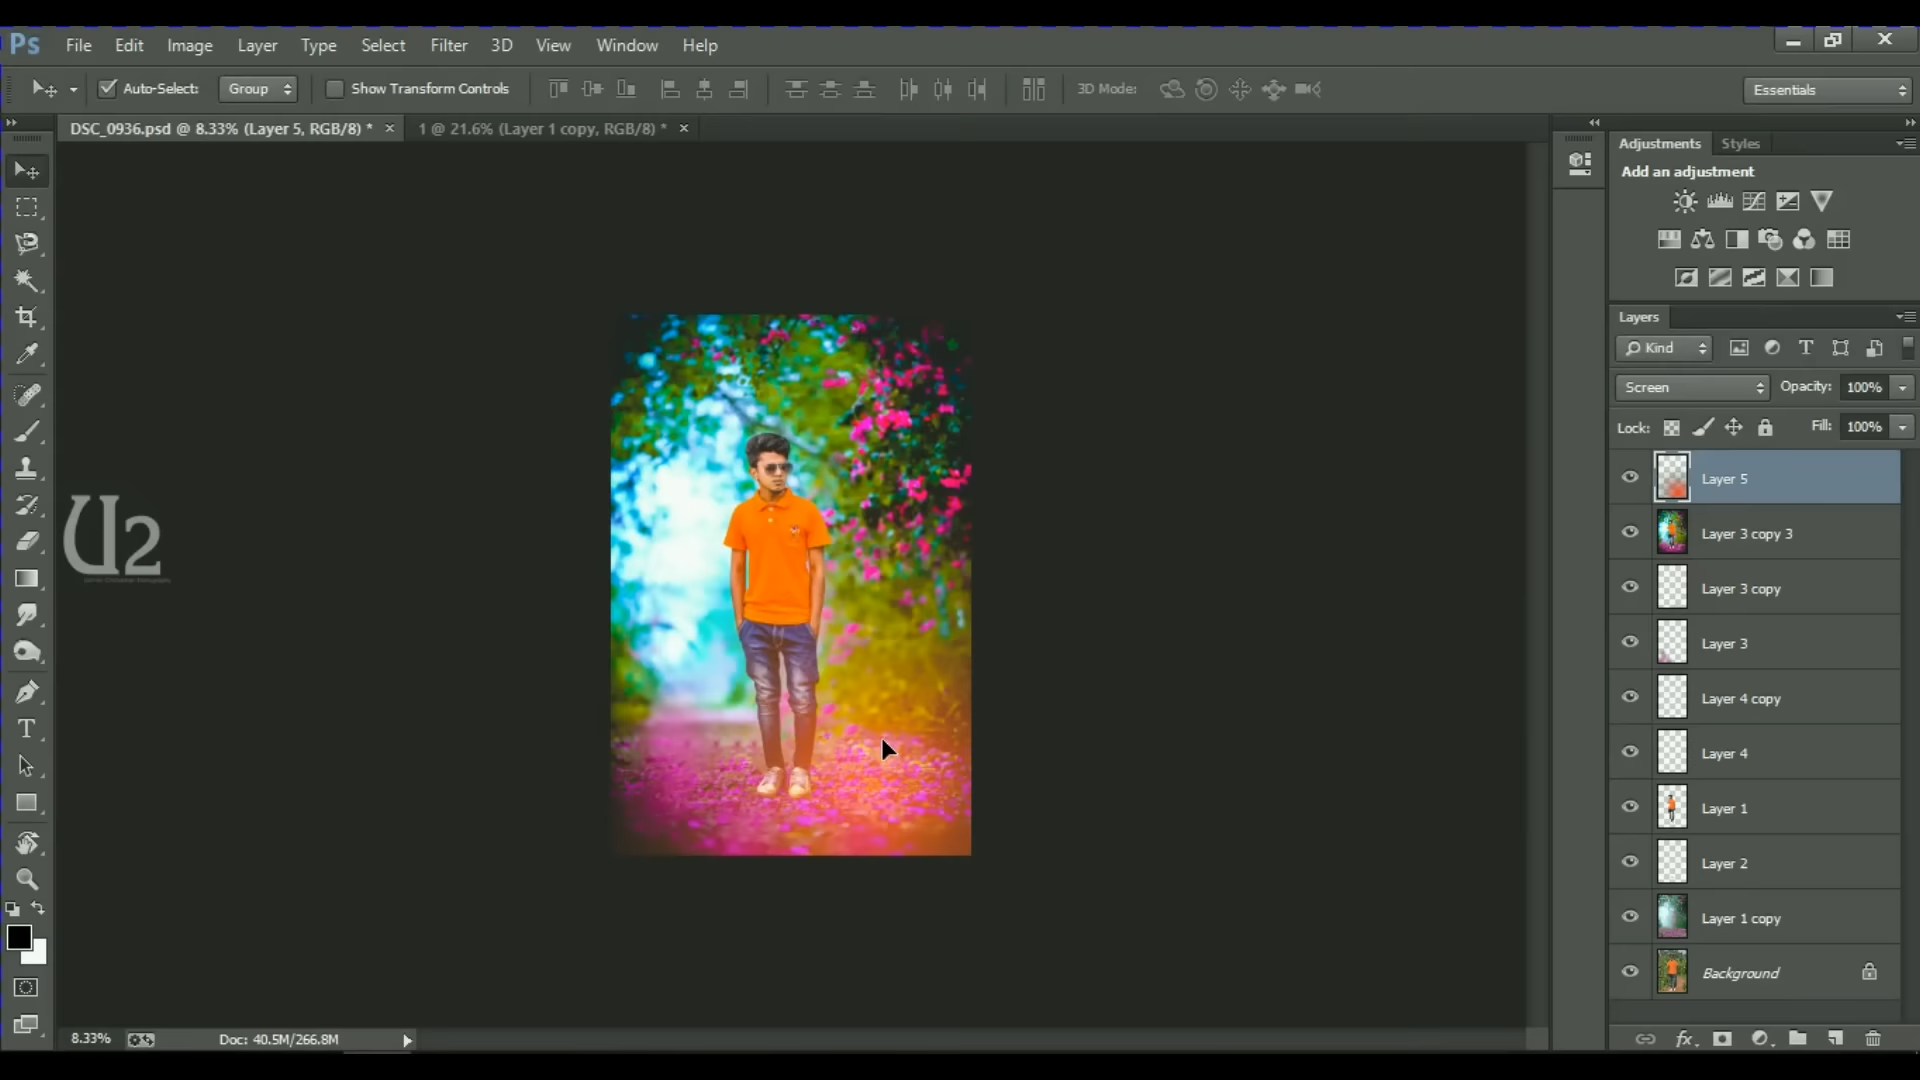 Ps File Edit Image Layer Type Select Filter 3D View Window Help
Auto-Select: Group Show Transform Controls 3D Mode: Essentials
DSC_0936.psd @ 8.33% (Layer 5, RGB/8) * × 1 @ 21.6% (Layer 1 copy, RGB/8) * ×
Adjustments Styles
Add an adjustment
Layers
Kind
Screen Opacity: 100%
Lock: Fill: 100%
Layer 5
Layer 3 copy 3
Layer 3 copy
Layer 3
Layer 4 copy
Layer 4
Layer 1
Layer 2
Layer 1 copy
Background
U2
8.33% Doc: 40.5M/266.8M